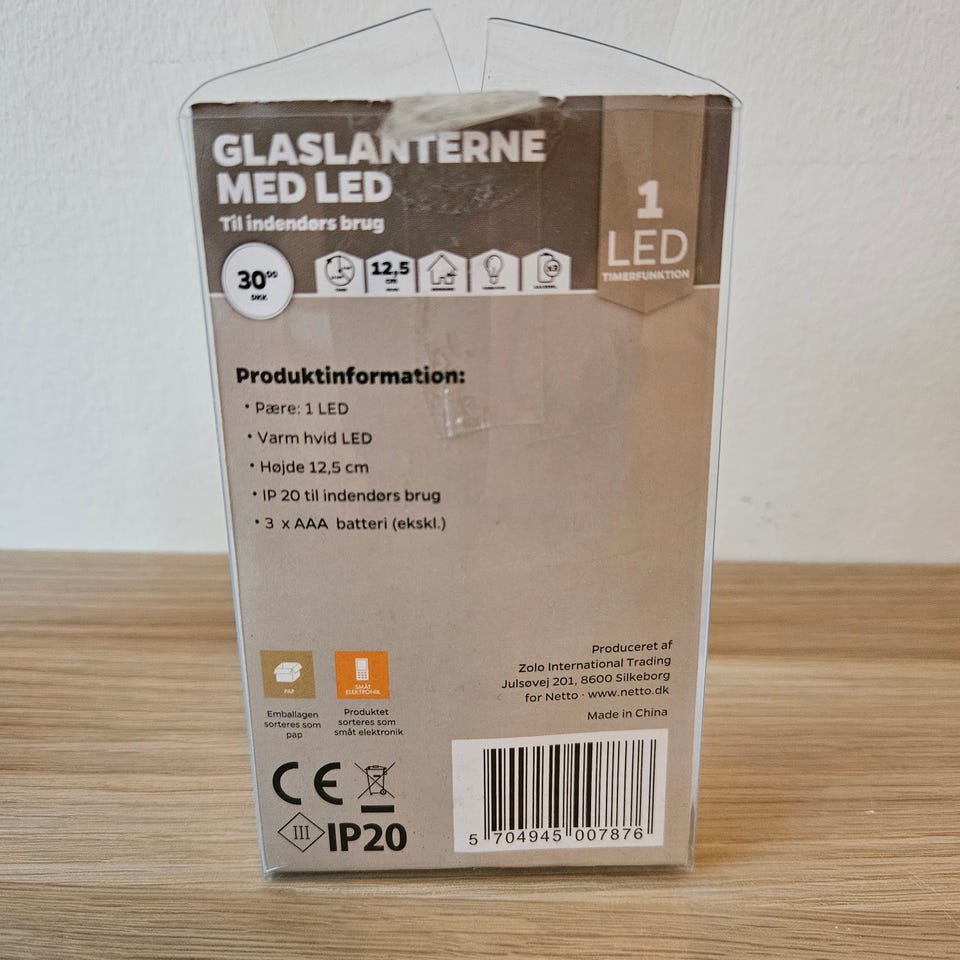 GLASLANTERNE
MED LED
Til indendørs brug
30⁰⁰
DKK
12,5
CM
x3
1
LED
TIMERFUNKTION
Produktinformation:
• Pære: 1 LED
• Varm hvid LED
• Højde 12,5 cm
• IP 20 til indendørs brug
• 3 x AAA batteri (ekskl.)
Produceret af
Zolo International Trading
Julsøvej 201, 8600 Silkeborg
for Netto · www.netto.dk
Made in China
PAP
SMÅT
ELEKTRONIK
Emballagen
sorteres som
pap
Produktet
sorteres som
småt elektronik
CE
III
IP20
5 704945 007876